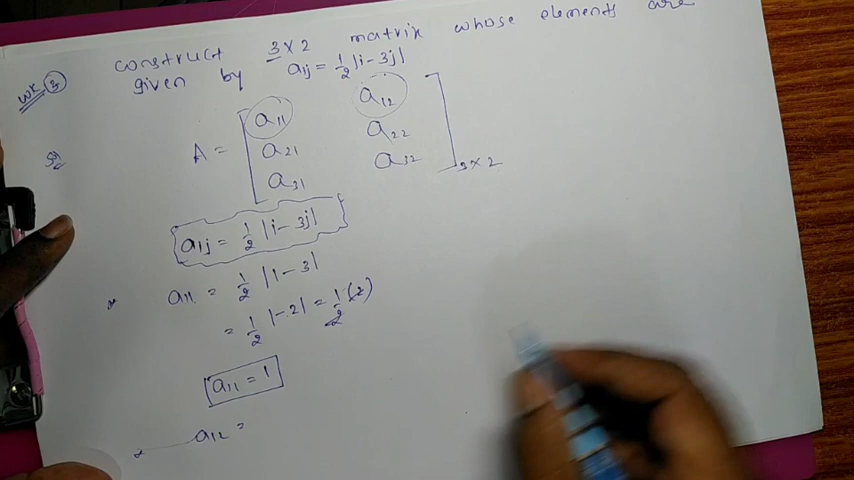 WK 3 construct 3×2 matrix whose elements are
given by aij = 1/2 |i - 3j|
Sol A = [ a11 a12
a21 a22
a31 a32 ] 3×2
aij = 1/2 |i - 3j|
* a11 = 1/2 |1 - 3|
= 1/2 |-2| = 1/2 (2)
a11 = 1
* a12 =